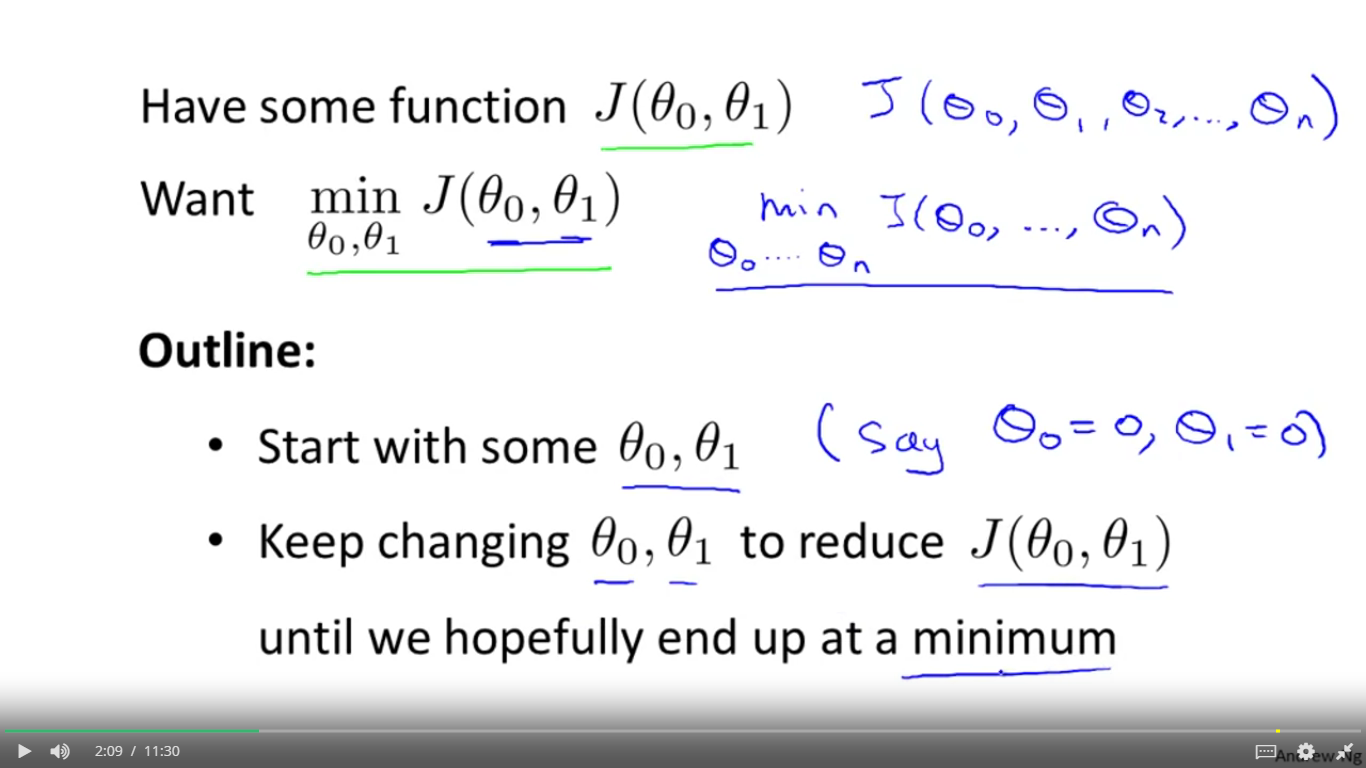 Have some function J(θ₀, θ₁) J(θ₀, θ₁, θ₂, ..., θₙ)
Want min J(θ₀, θ₁) min J(θ₀, ..., θₙ)
θ₀,θ₁ θ₀....θₙ
Outline:
• Start with some θ₀, θ₁ (say θ₀ = 0, θ₁ = 0)
• Keep changing θ₀, θ₁ to reduce J(θ₀, θ₁)
until we hopefully end up at a minimum
2:09 / 11:30
Andrew Ng